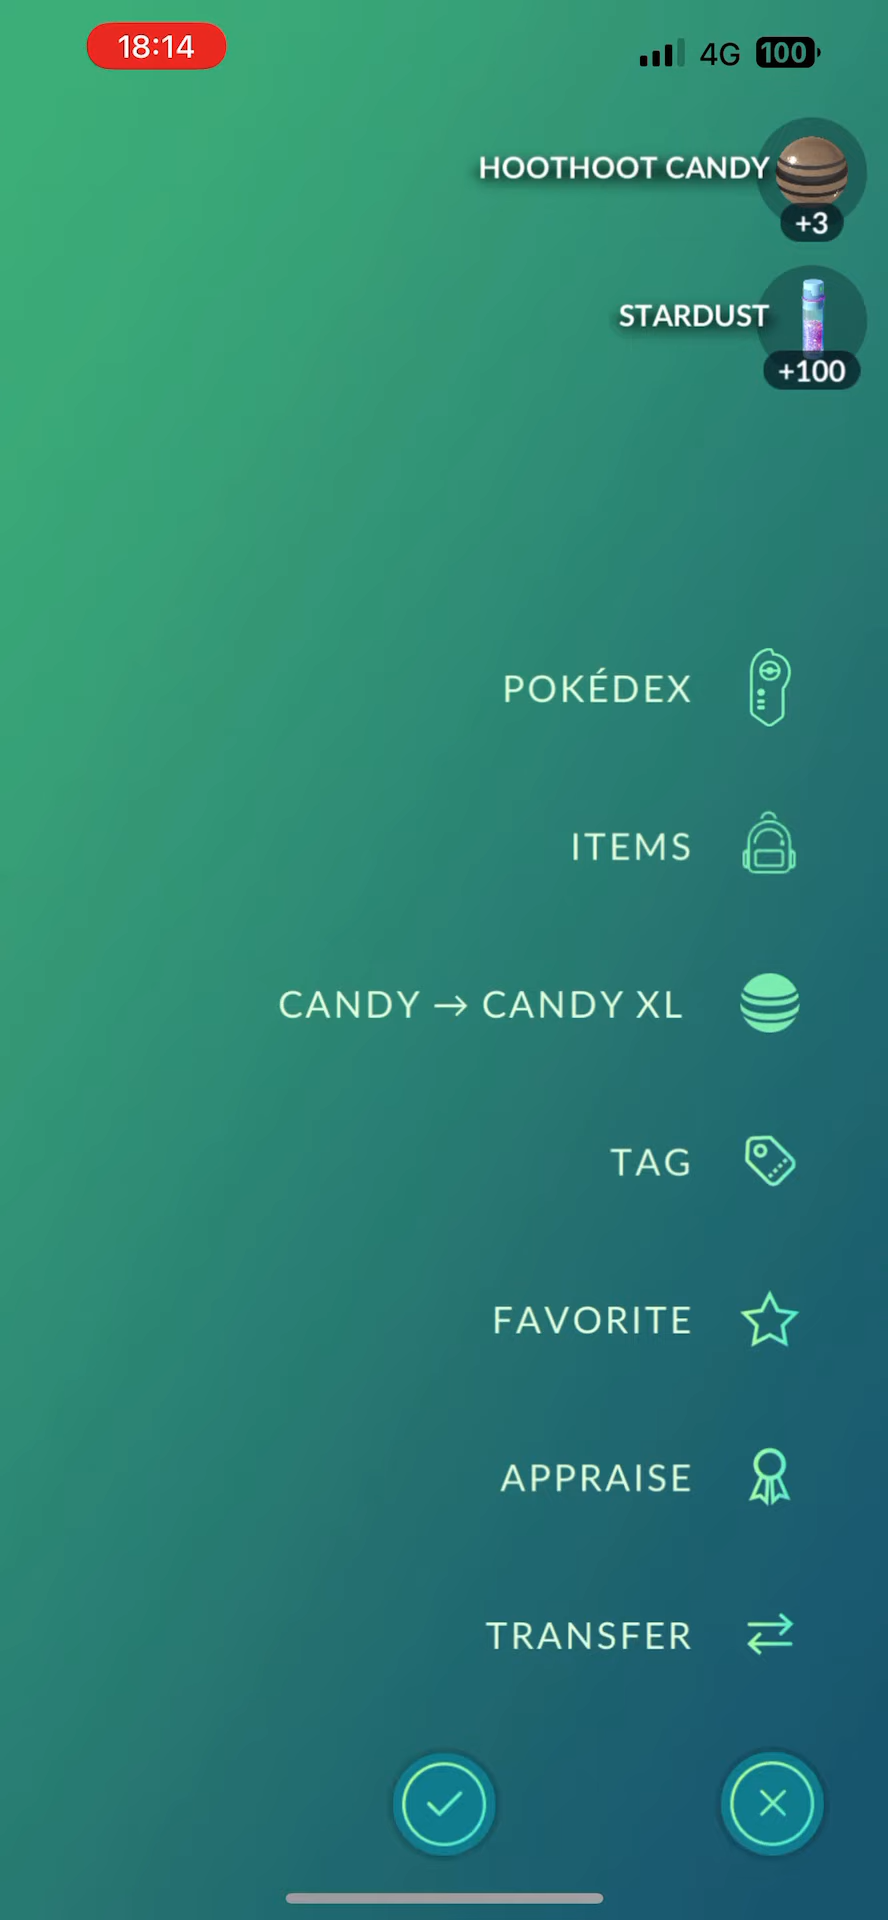 18:14
4G
100
HOOTHOOT CANDY
+3
STARDUST
+100
POKÉDEX
ITEMS
CANDY → CANDY XL
TAG
FAVORITE
APPRAISE
TRANSFER